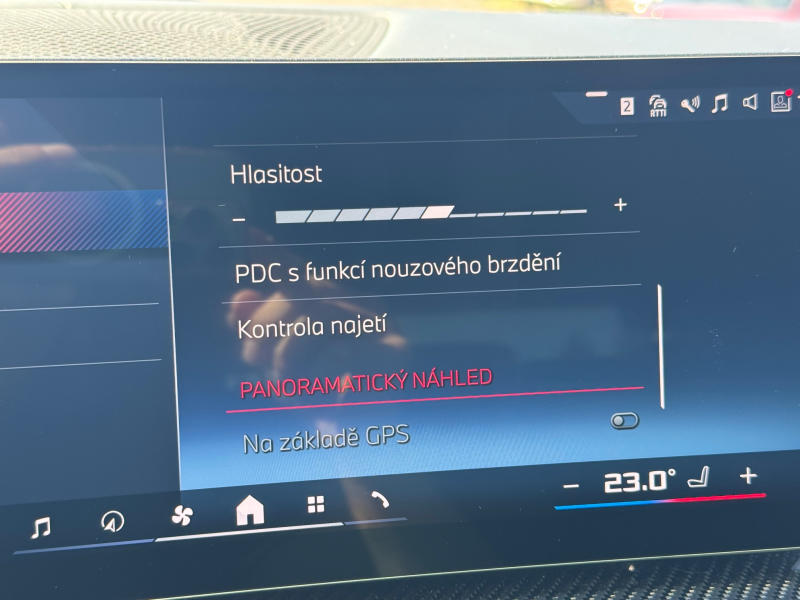 2
RTTI
Hlasitost
− +
PDC s funkcí nouzového brzdění
Kontrola najetí
PANORAMATICKÝ NÁHLED
Na základě GPS
− 23.0° +